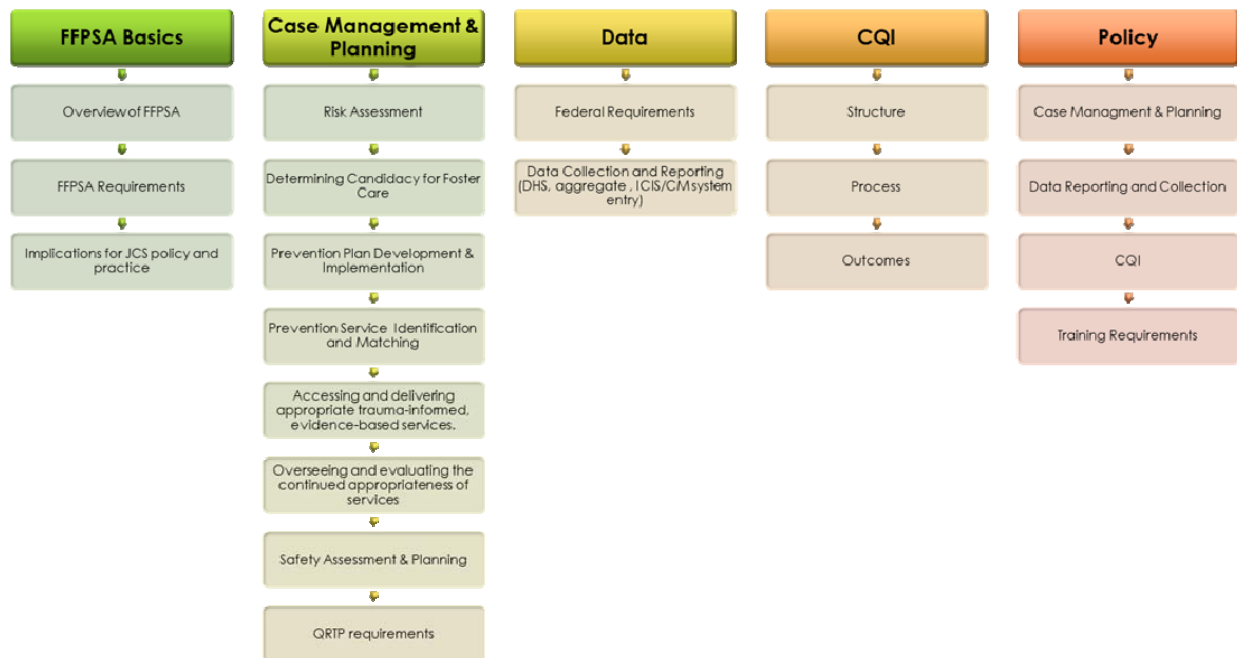 FFPSA Basics
Overview of FFPSA
FFPSA Requirements
Implications for JCS policy and
practice
Case Management &
Planning
Risk Assessment
Determining Candidacy for Foster
Care
Prevention Plan Development &
Implementation
Prevention Service Identification
and Matching
Accessing and delivering
appropriate trauma-informed,
evidence-based services.
Overseeing and evaluating the
continued appropriateness of
services
Safety Assessment & Planning
QRTP requirements
Data
Federal Requirements
Data Collection and Reporting
(DHS, aggregate , ICIS/CM system
entry)
CQI
Structure
Process
Outcomes
Policy
Case Managment & Planning
Data Reporting and Collection
CQI
Training Requirements